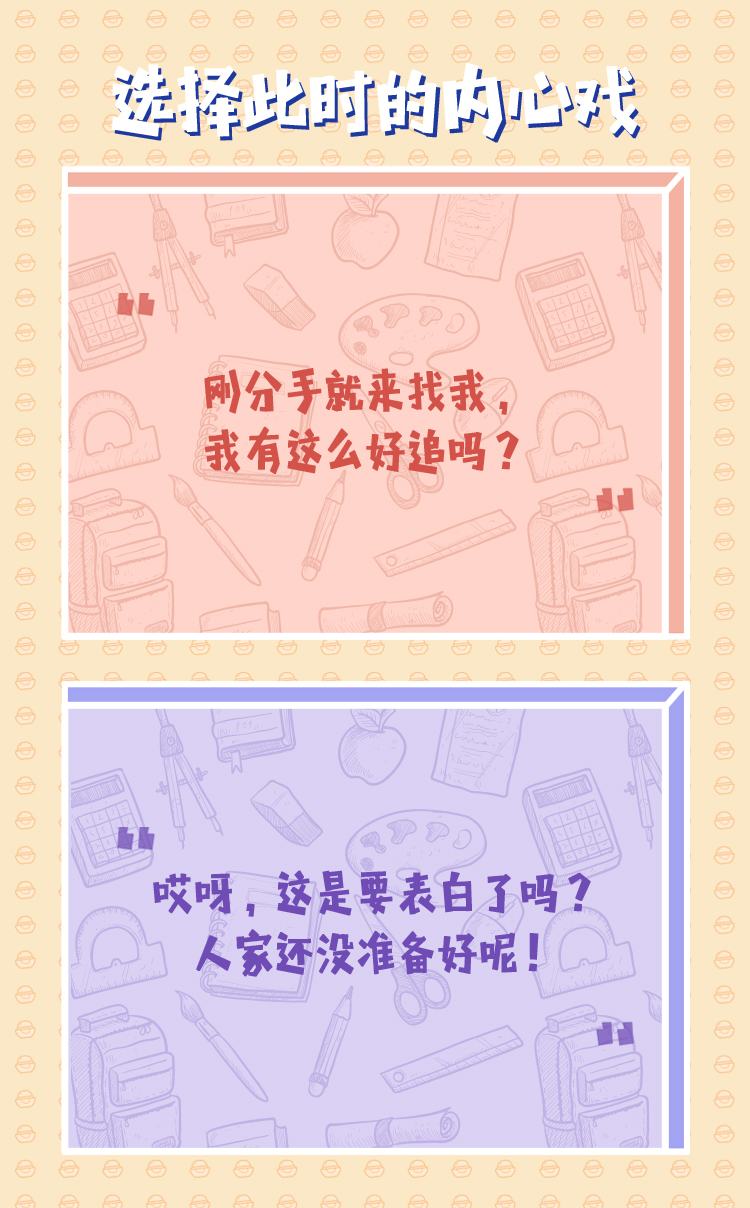 选择此时的内心戏
“
刚分手就来找我，
我有这么好追吗？
”
“
哎呀，这是要表白了吗？
人家还没准备好呢！
”